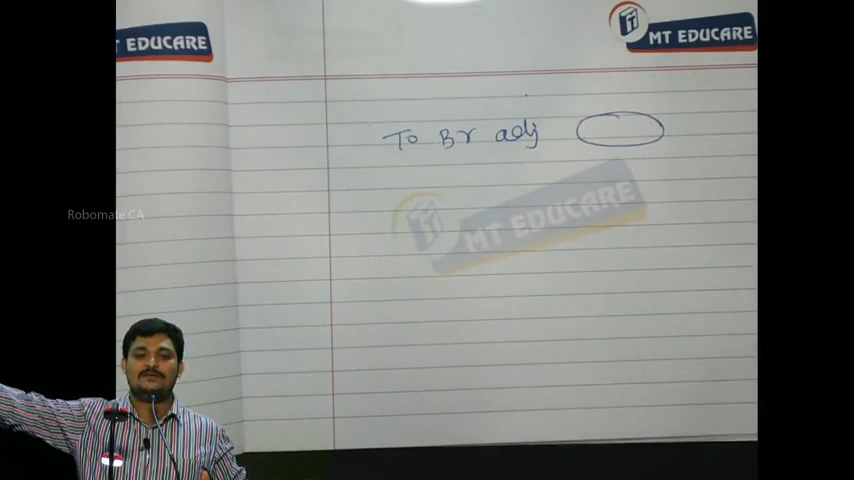 EDUCARE
MT EDUCARE
To Br adj
MT EDUCARE
Robomate CA